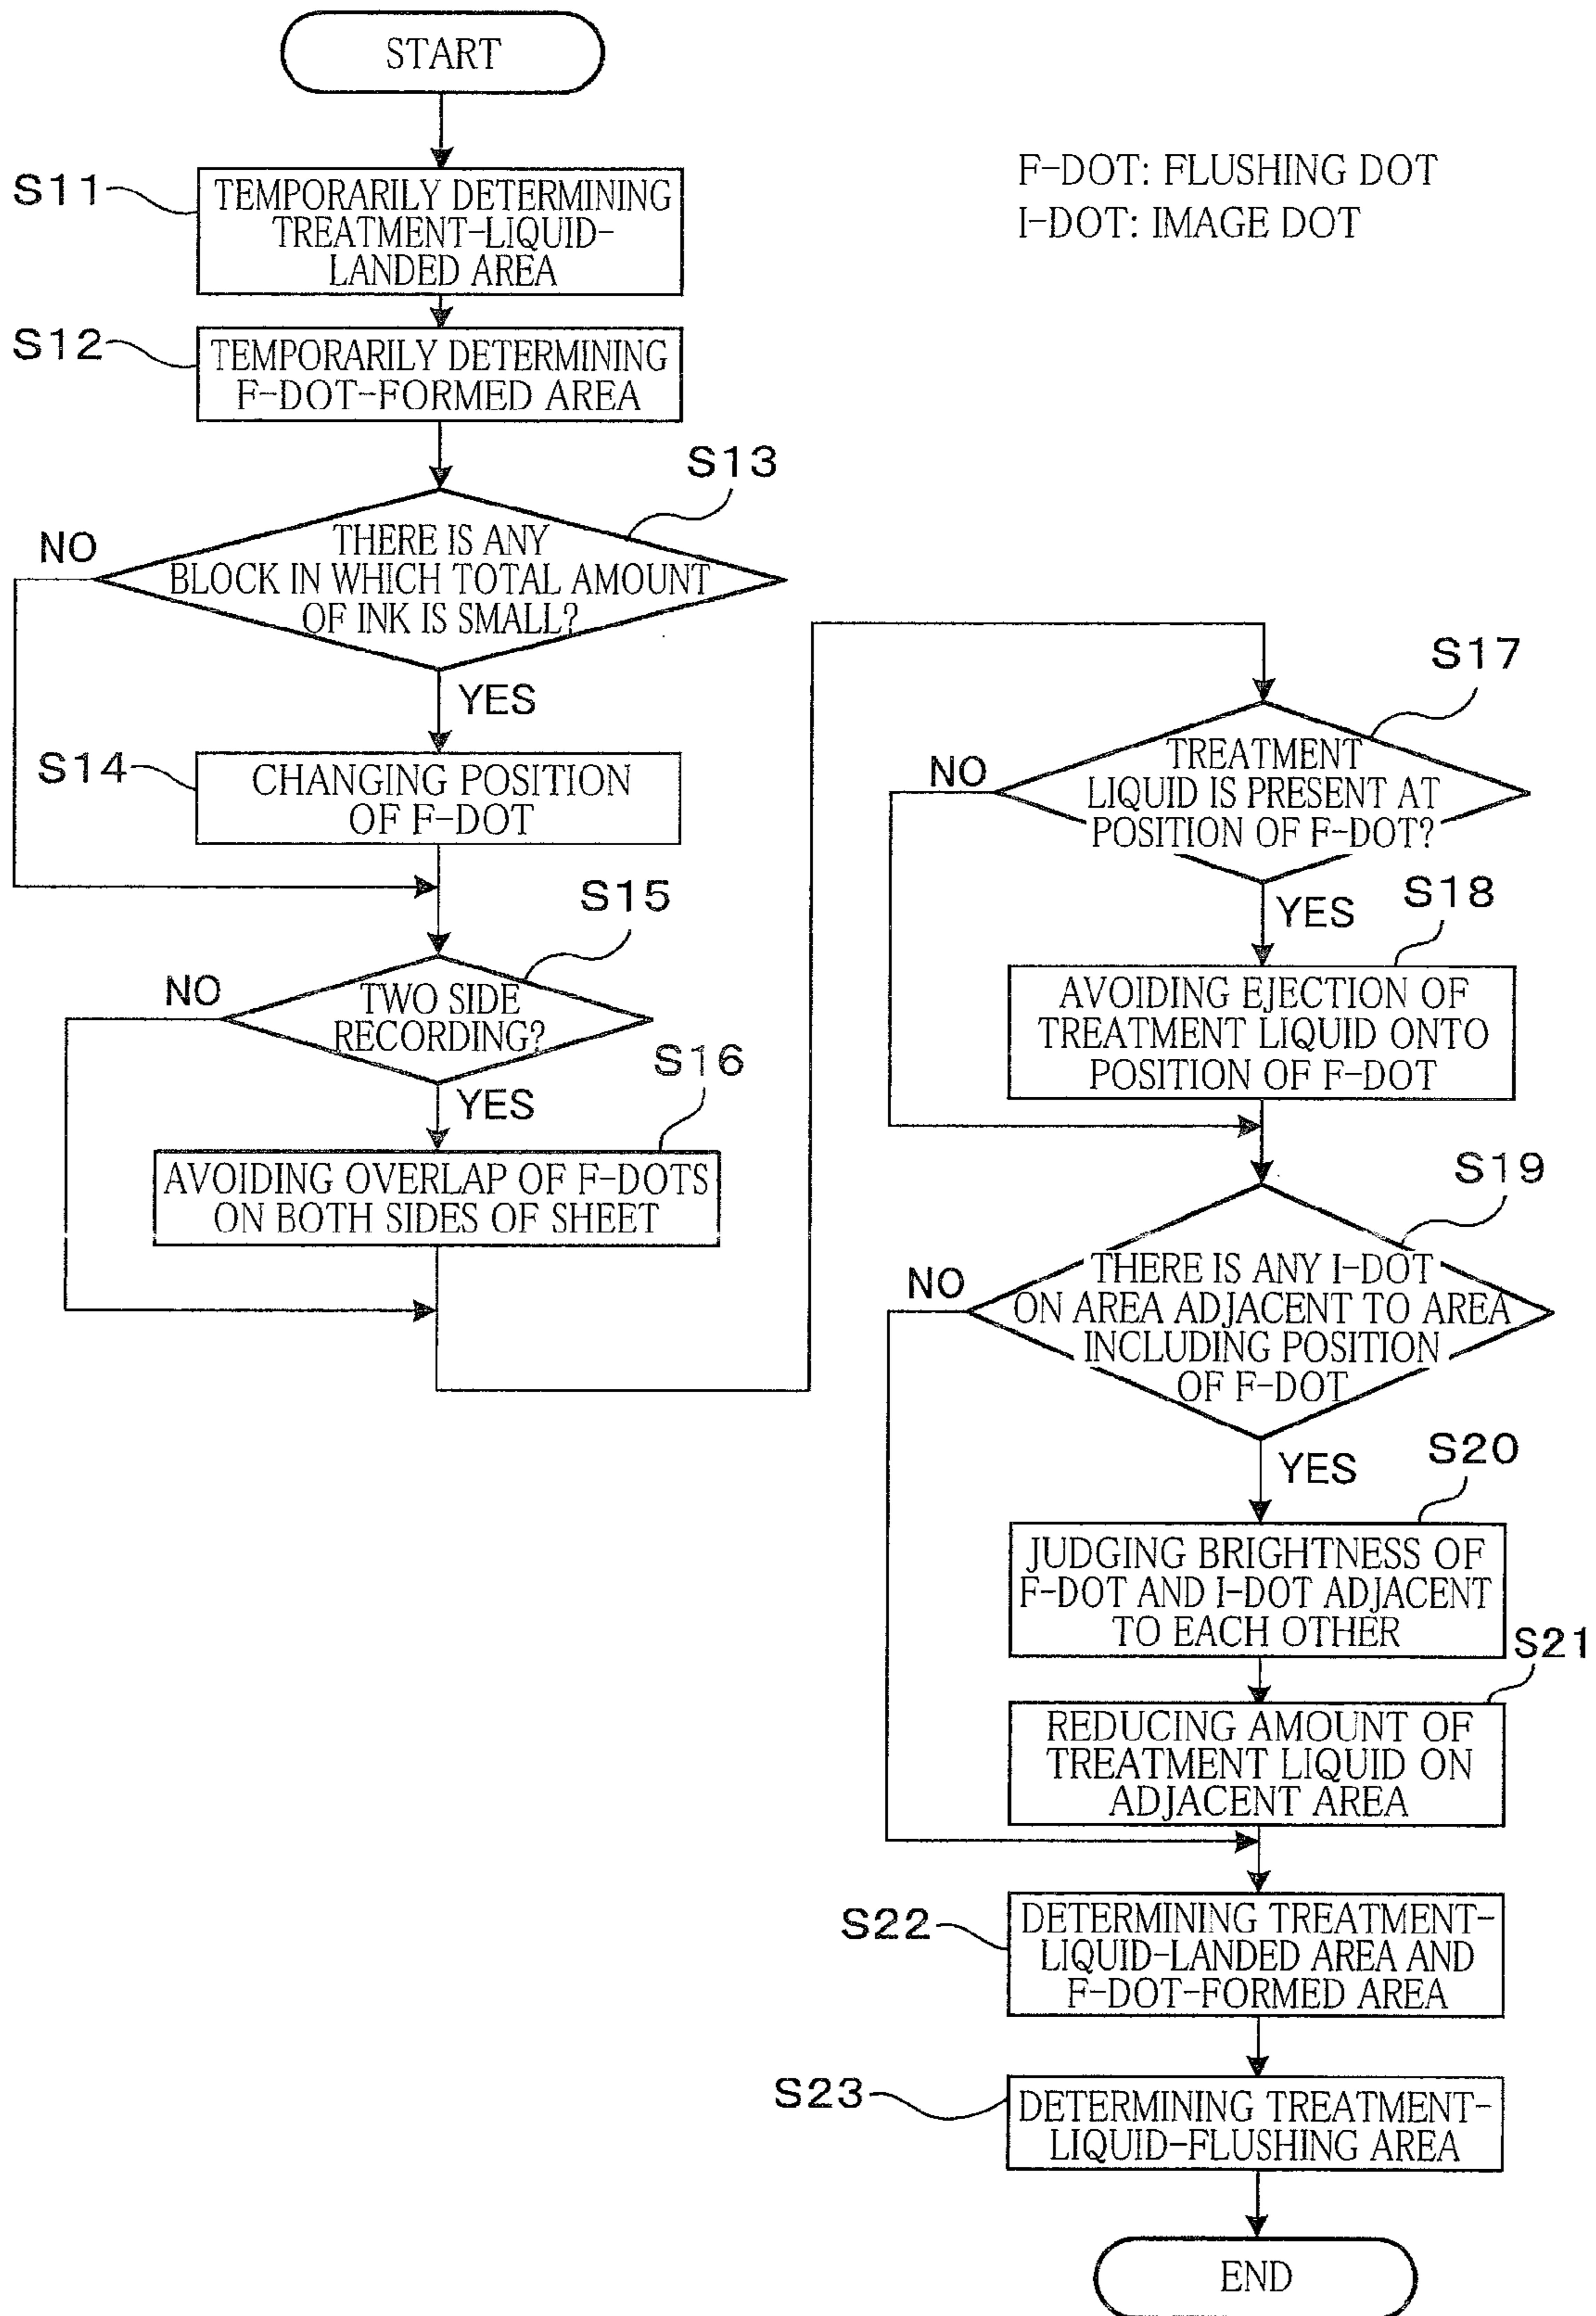 START
F-DOT: FLUSHING DOT
I-DOT: IMAGE DOT
S11
TEMPORARILY DETERMINING
TREATMENT-LIQUID-
LANDED AREA
S12
TEMPORARILY DETERMINING
F-DOT-FORMED AREA
S13
THERE IS ANY
BLOCK IN WHICH TOTAL AMOUNT
OF INK IS SMALL?
NO
YES
S14
CHANGING POSITION
OF F-DOT
S15
TWO SIDE
RECORDING?
NO
YES
S16
AVOIDING OVERLAP OF F-DOTS
ON BOTH SIDES OF SHEET
S17
TREATMENT
LIQUID IS PRESENT AT
POSITION OF F-DOT?
NO
YES
S18
AVOIDING EJECTION OF
TREATMENT LIQUID ONTO
POSITION OF F-DOT
S19
THERE IS ANY I-DOT
ON AREA ADJACENT TO AREA
INCLUDING POSITION
OF F-DOT
NO
YES
S20
JUDGING BRIGHTNESS OF
F-DOT AND I-DOT ADJACENT
TO EACH OTHER
S21
REDUCING AMOUNT OF
TREATMENT LIQUID ON
ADJACENT AREA
S22
DETERMINING TREATMENT-
LIQUID-LANDED AREA AND
F-DOT-FORMED AREA
S23
DETERMINING TREATMENT-
LIQUID-FLUSHING AREA
END